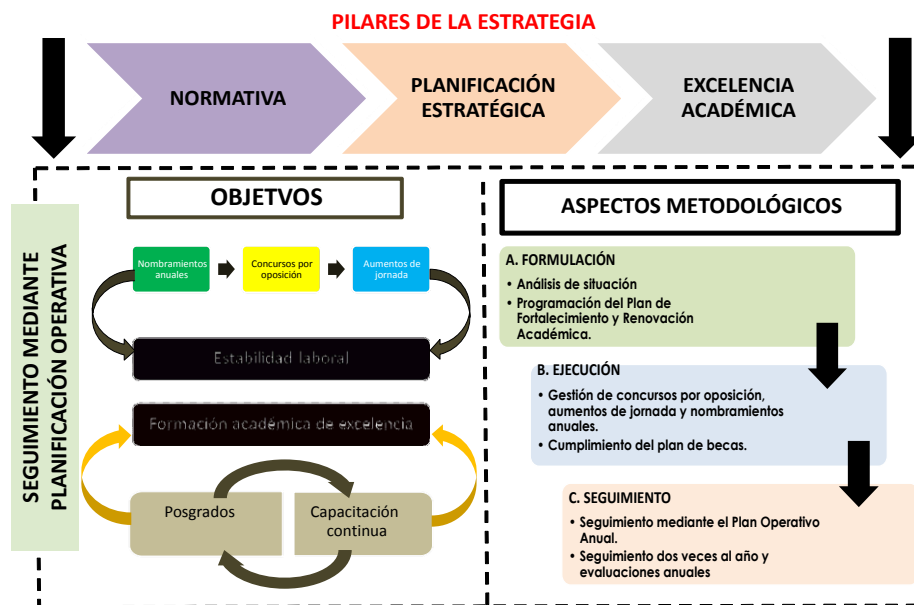 PILARES DE LA ESTRATEGIA
NORMATIVA
PLANIFICACIÓN
ESTRATÉGICA
EXCELENCIA
ACADÉMICA
SEGUIMIENTO MEDIANTE
PLANIFICACIÓN OPERATIVA
OBJETVOS
Nombramientos
anuales
Concursos por
oposición
Aumentos de
jornada
Estabilidad laboral
Formación académica de excelencia
Posgrados
Capacitación
continua
ASPECTOS METODOLÓGICOS
A. FORMULACIÓN
• Análisis de situación
• Programación del Plan de
Fortalecimiento y Renovación
Académica.
B. EJECUCIÓN
• Gestión de concursos por oposición,
aumentos de jornada y nombramientos
anuales.
• Cumplimiento del plan de becas.
C. SEGUIMIENTO
• Seguimiento mediante el Plan Operativo
Anual.
• Seguimiento dos veces al año y
evaluaciones anuales